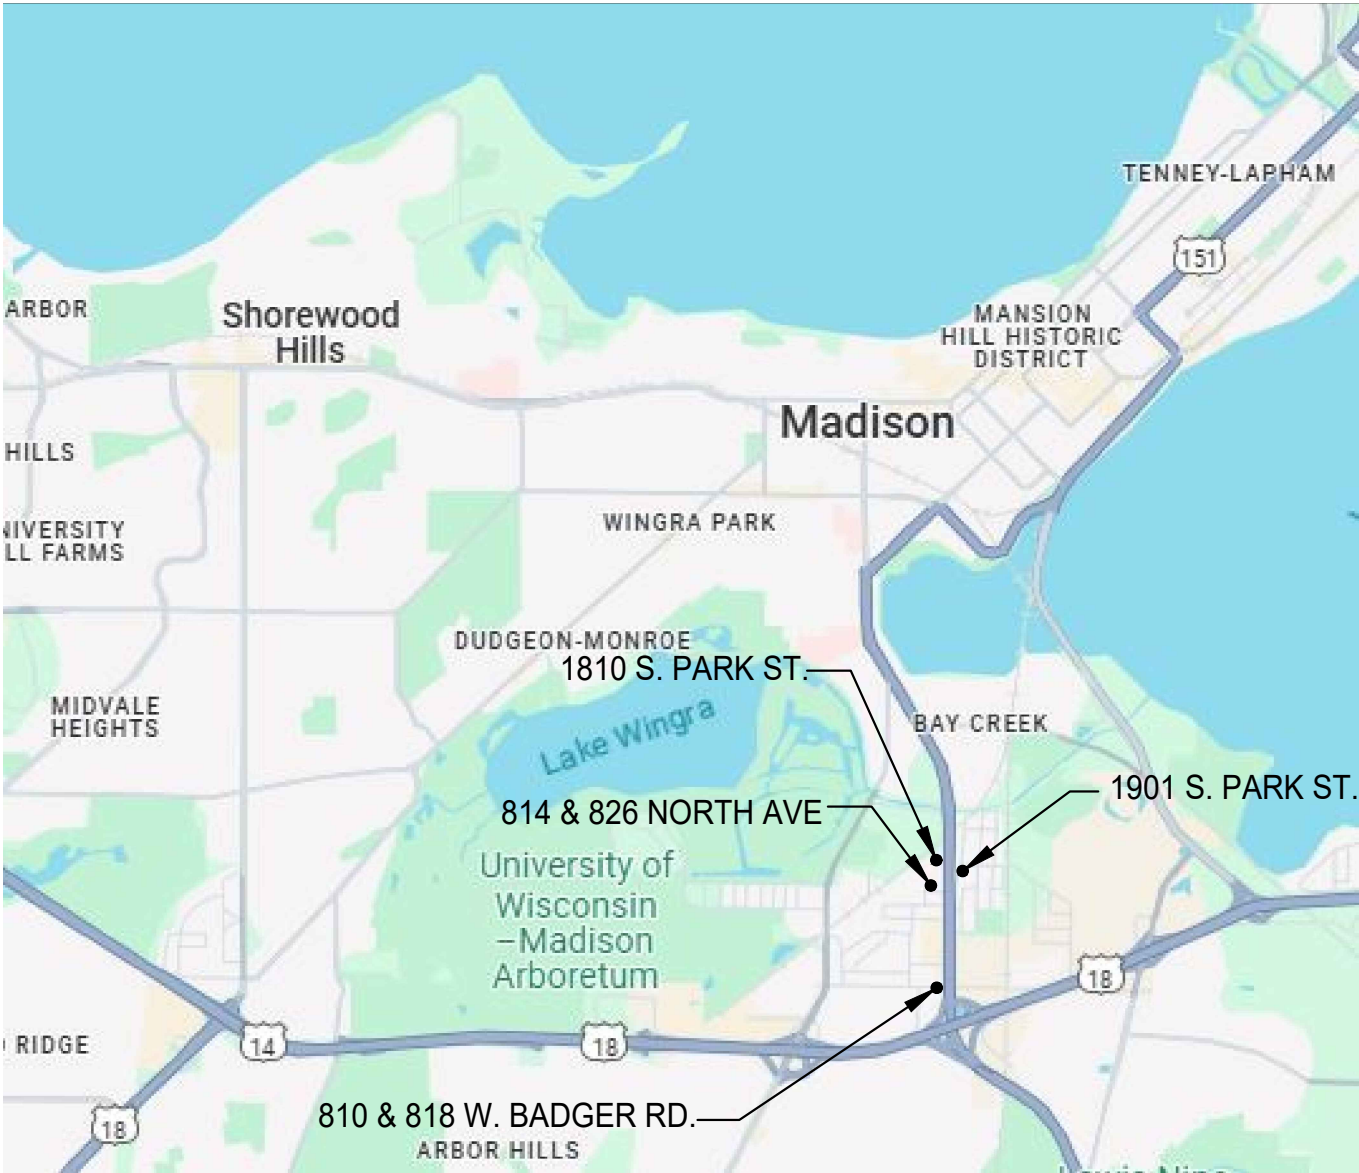 TENNEY-LAPHAM
151
ARBOR
Shorewood
Hills
MANSION
HILL HISTORIC
DISTRICT
Madison
HILLS
WINGRA PARK
NIVERSITY
LL FARMS
DUDGEON-MONROE
1810 S. PARK ST.
MIDVALE
HEIGHTS
Lake Wingra
BAY CREEK
1901 S. PARK ST.
814 & 826 NORTH AVE
University of
Wisconsin
–Madison
Arboretum
18
RIDGE
14
18
810 & 818 W. BADGER RD.
18
ARBOR HILLS